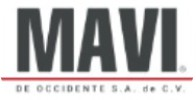 MAVI.
DE OCCIDENTE S.A. de C.V.